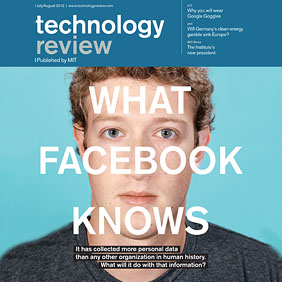 July/August 2012 | www.technologyreview.com
technology
review
Published by MIT
p77
Why you will wear
Google Goggles
Will Germany's clean-energy
gamble sink Europe?
The Institute's
new president
WHAT
FACEBOOK
KNOWS
It has collected more personal data
than any other organization in human history.
What will it do with that information?